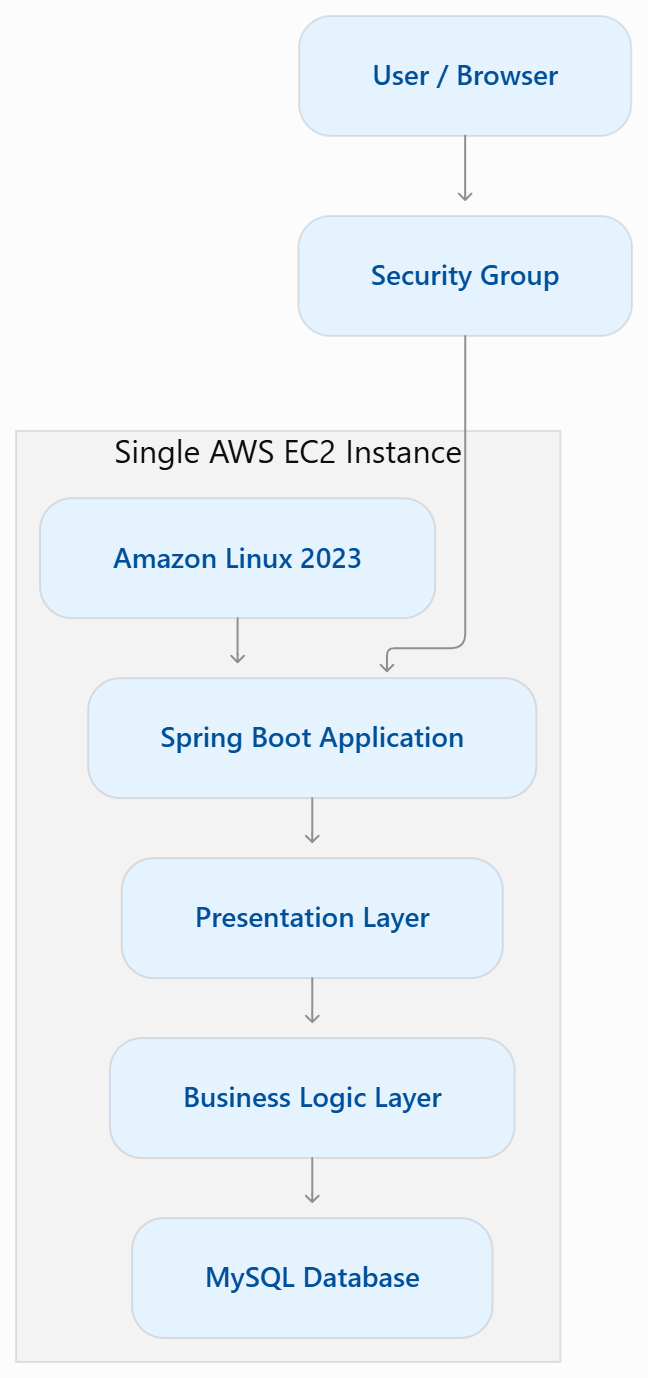 User / Browser
Security Group
Single AWS EC2 Instance
Amazon Linux 2023
Spring Boot Application
Presentation Layer
Business Logic Layer
MySQL Database